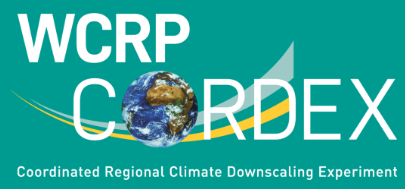 WCRP
CORDEX
Coordinated Regional Climate Downscaling Experiment